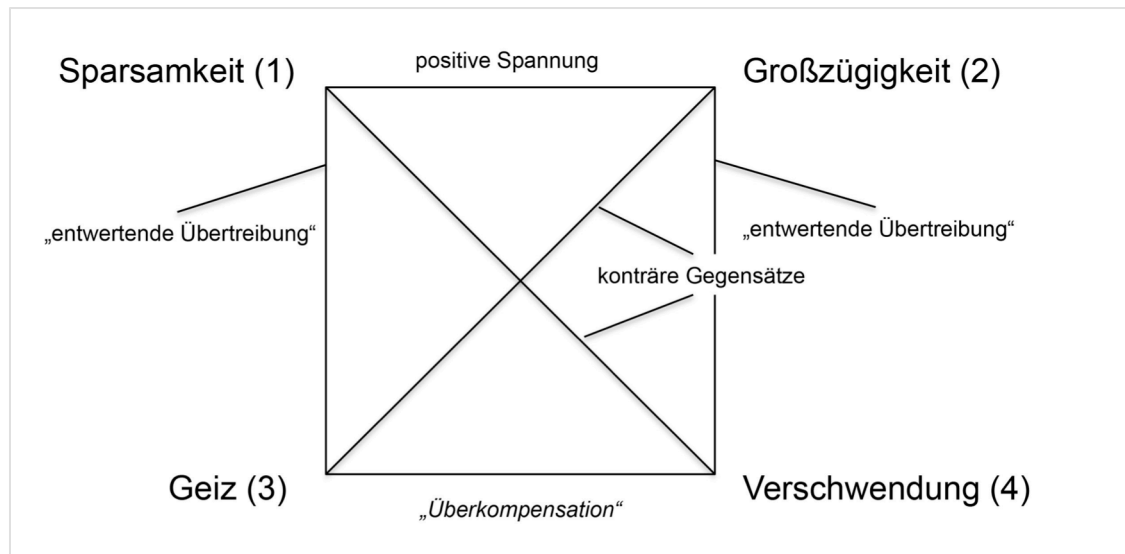 positive Spannung
Sparsamkeit (1)
Großzügigkeit (2)
„entwertende Übertreibung“
„entwertende Übertreibung“
konträre Gegensätze
Geiz (3)
Verschwendung (4)
„Überkompensation“